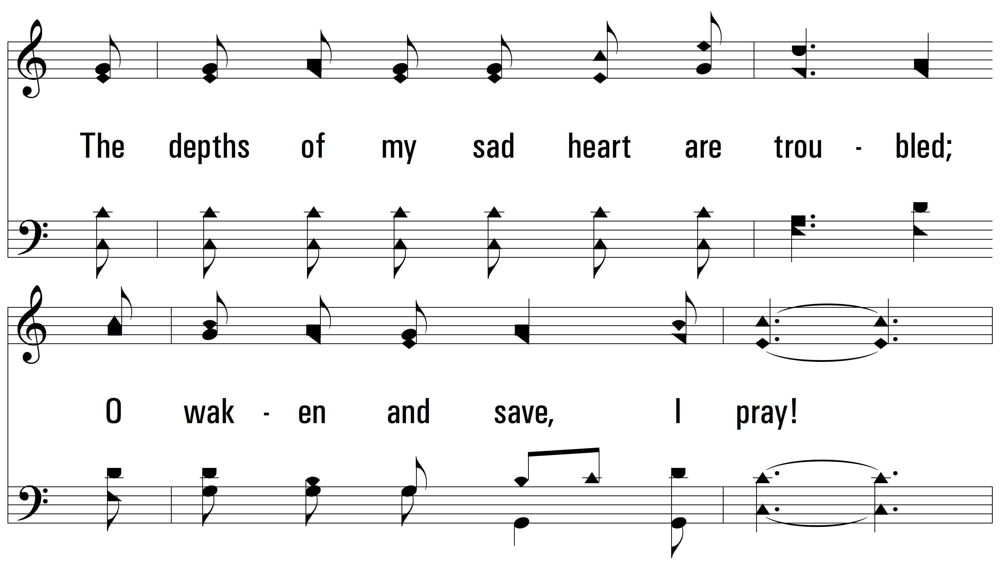 The depths of my sad heart are trou - bled;
O wak - en and save, I pray!